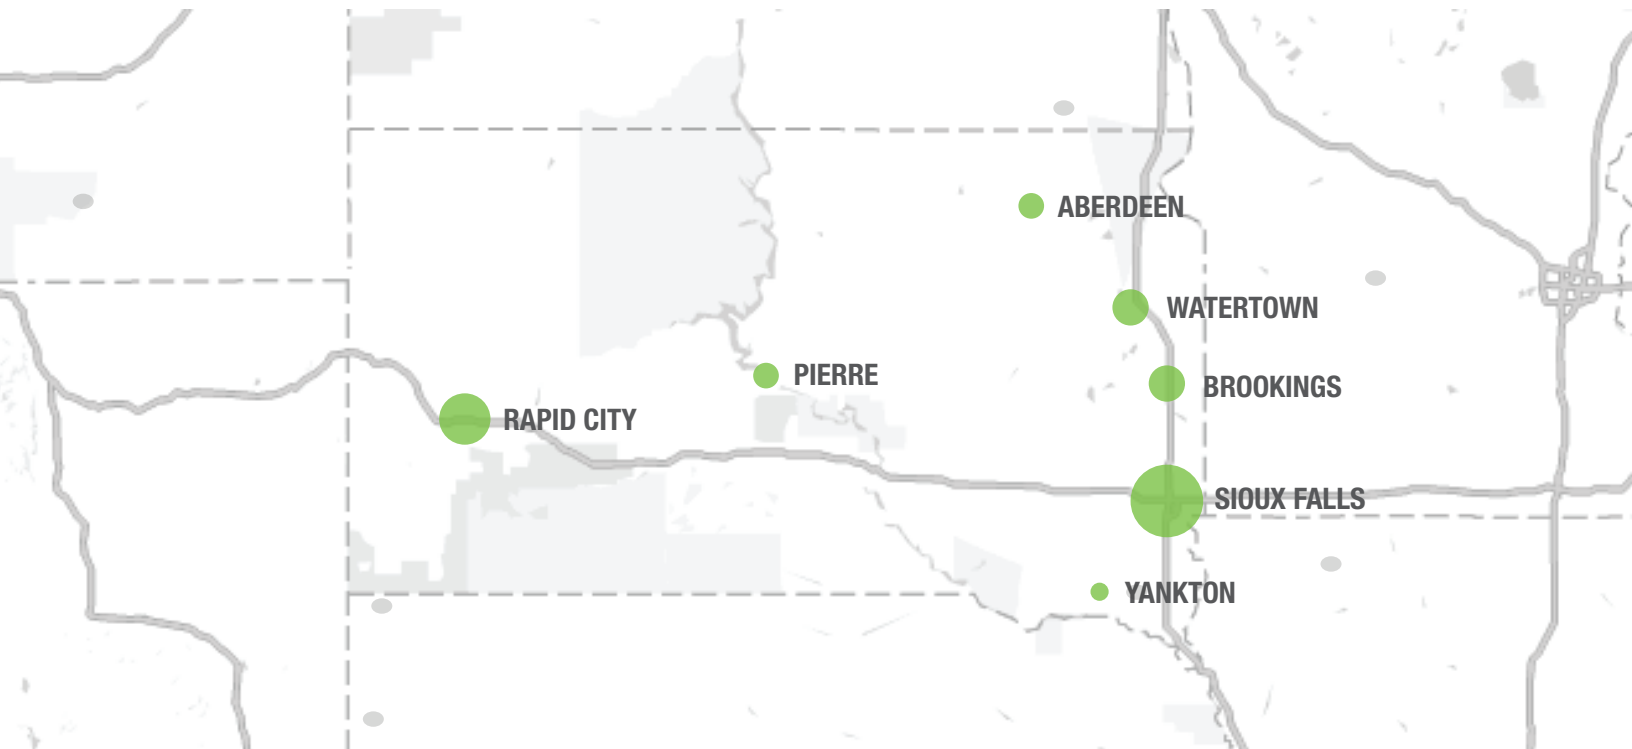 ABERDEEN
WATERTOWN
PIERRE
BROOKINGS
RAPID CITY
SIOUX FALLS
YANKTON